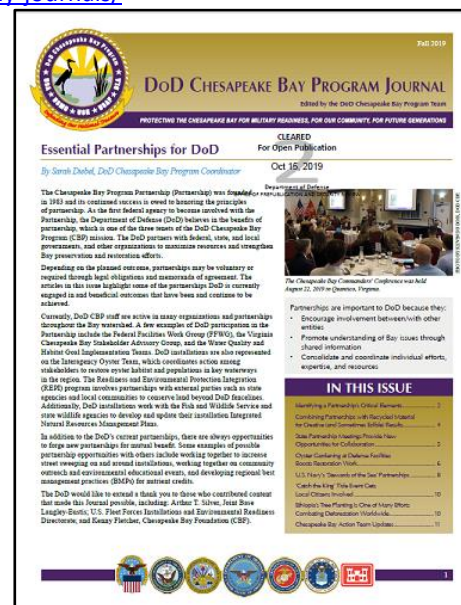 y-journals/
Fall 2019
DOD CHESAPEAKE BAY PROGRAM JOURNAL
Edited by the DoD Chesapeake Bay Program Team
PROTECTING THE CHESAPEAKE BAY FOR MILITARY READINESS, FOR OUR COMMUNITY, FOR FUTURE GENERATIONS
Essential Partnerships for DoD
By Sarah Diebel, DoD Chesapeake Bay Program Coordinator
CLEARED
For Open Publication
Oct 16, 2019
Department of Defense
OFFICE OF PREPUBLICATION AND
The Chesapeake Bay Program Partnership (Partnership) was founded
in 1983 and its continued success is owed to honoring the principles
of partnership. As the first federal agency to become involved with the
Partnership, the Department of Defense (DoD) believes in the benefits of
partnership, which is one of the three tenets of the DoD Chesapeake Bay
Program (CBP) mission. The DoD partners with federal, state, and local
governments, and other organizations to maximize resources and strengthen
Bay preservation and restoration efforts.
Depending on the planned outcome, partnerships may be voluntary or
required through legal obligations and memoranda of agreement. The
articles in this issue highlight some of the partnerships DoD is currently
engaged in and beneficial outcomes that have been and continue to be
achieved.
Currently, DoD CBP staff are active in many organizations and partnerships
throughout the Bay watershed. A few examples of DoD participation in the
Partnership include the Federal Facilities Work Group (FFWG), the Virginia
Chesapeake Bay Stakeholder Advisory Group, and the Water Quality and
Habitat Goal Implementation Teams. DoD installations are also represented
on the Interagency Oyster Team, which coordinates action among
stakeholders to restore oyster habitat and populations in key waterways
in the region. The Readiness and Environmental Protection Integration
(REPI) program involves partnerships with external parties such as state
agencies and local communities to conserve land beyond DoD fencelines.
Additionally, DoD installations work with the Fish and Wildlife Service and
state wildlife agencies to develop and update their installation Integrated
Natural Resources Management Plans.
In addition to the DoD's current partnerships, there are always opportunities
to forge new partnerships for mutual benefit. Some examples of possible
partnership opportunities with others include working together to increase
street sweeping on and around installations, working together on community
outreach and environmental educational events, and developing regional best
management practices (BMPs) for nutrient credits.
The DoD would like to extend a thank you to those who contributed content
that made this Journal possible, including: Arthur T. Silver, Joint Base
Langley-Eustis; U.S. Fleet Forces Installations and Environmental Readiness
Directorate; and Kenny Fletcher, Chesapeake Bay Foundation (CBF).
The Chesapeake Bay Commanders' Conference was held
August 22, 2019 in Quantico, Virginia.
Partnerships are important to DoD because they:
• Encourage involvement between/with other
entities
• Promote understanding of Bay issues through
shared information
• Consolidate and coordinate individual efforts,
expertise, and resources
IN THIS ISSUE
Identifying a Partnership's Critical Elements 2
Combining Partnerships with Recycled Material
for Creative (and Sometimes Edible) Results 4
State Partnership Meetings Provide New
Opportunities for Collaboration 5
Oyster Gardening at Defense Facilities
Boosts Restoration Work 6
U.S. Navy's 'Stewards of the Sea' Partnerships 8
'Catch the King' Tide Event Gets
Local Citizens Involved 10
Ethiopia's Tree Planting is One of Many Efforts
Combating Deforestation Worldwide 10
Chesapeake Bay Action Team Updates 11
1